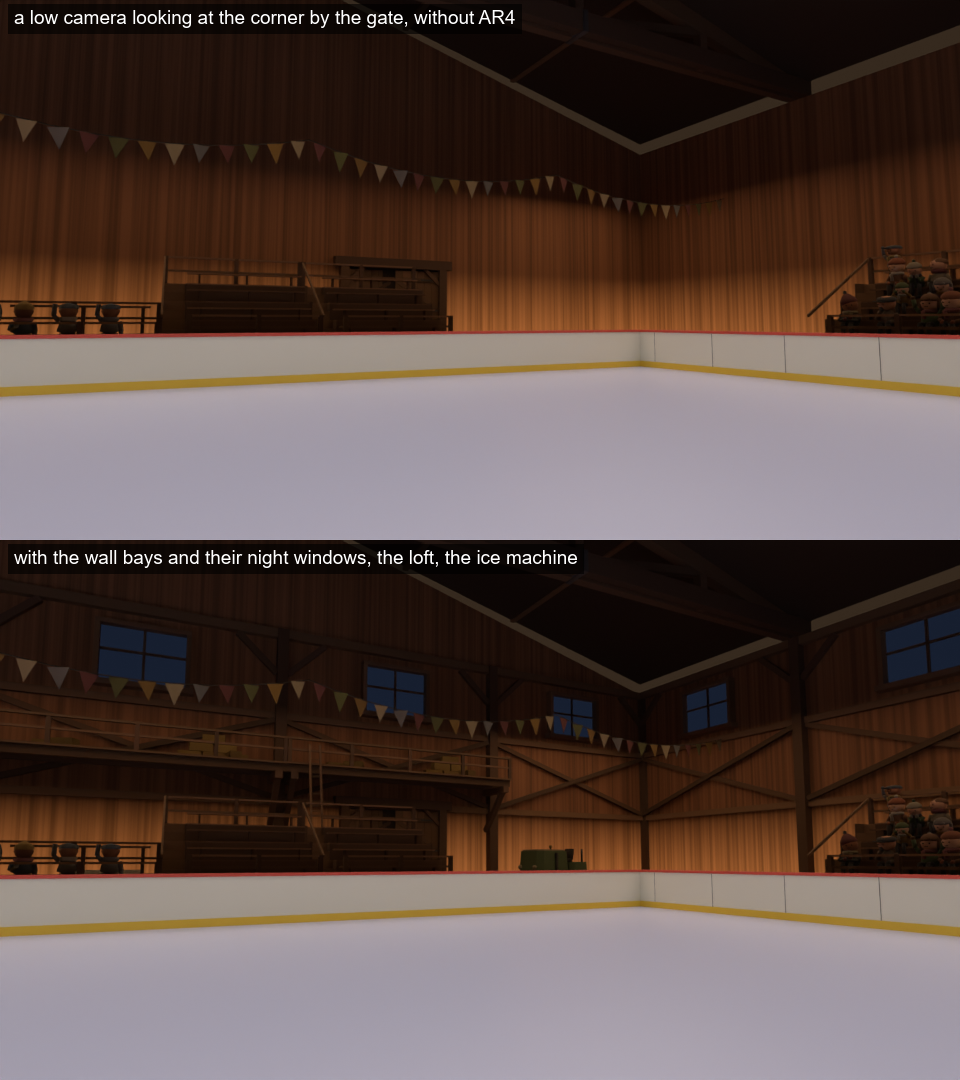 a low camera looking at the corner by the gate, without AR4
with the wall bays and their night windows, the loft, the ice machine